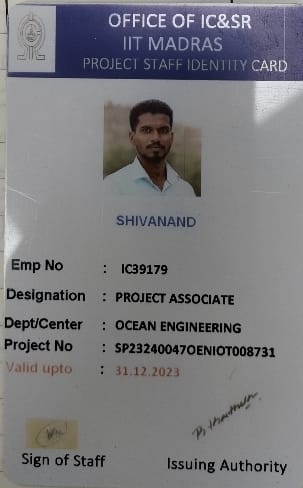 OFFICE OF IC&SR
IIT MADRAS
PROJECT STAFF IDENTITY CARD
SHIVANAND
Emp No : IC39179
Designation : PROJECT ASSOCIATE
Dept/Center : OCEAN ENGINEERING
Project No : SP23240047OENIOT008731
Valid upto : 31.12.2023
Sign of Staff
Issuing Authority